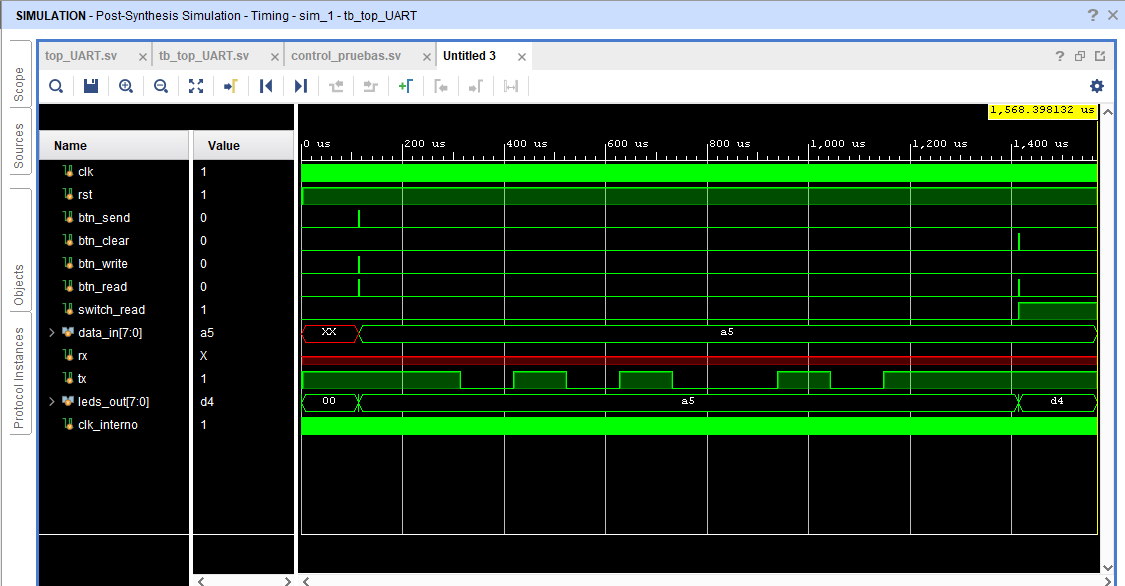 SIMULATION - Post-Synthesis Simulation - Timing - sim_1 - tb_top_UART
top_UART.sv tb_top_UART.sv control_pruebas.sv Untitled 3
Scope
Sources
Objects
Protocol Instances
1,568.398132 us
Name Value
0 us 200 us 400 us 600 us 800 us 1,000 us 1,200 us 1,400 us
clk 1
rst 1
btn_send 0
btn_clear 0
btn_write 0
btn_read 0
switch_read 1
data_in[7:0] a5 XX a5
rx X
tx 1
leds_out[7:0] d4 00 a5 d4
clk_interno 1